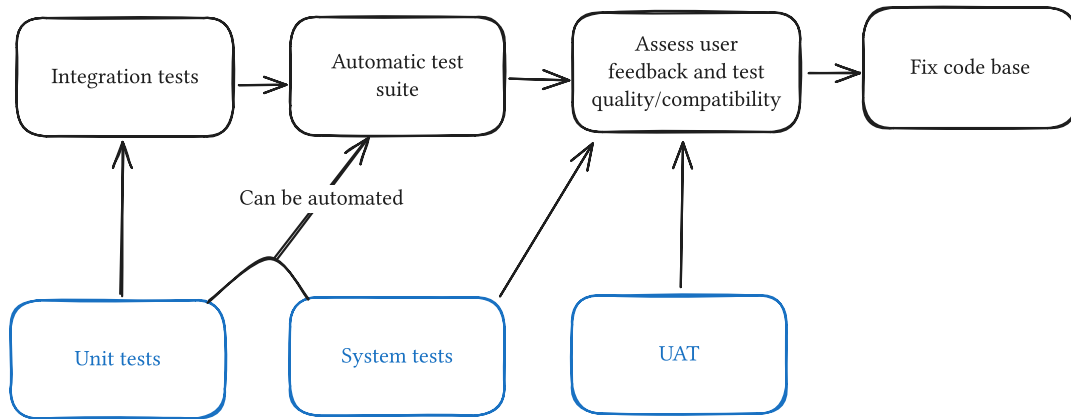 Integration tests
Automatic test
suite
Assess user
feedback and test
quality/compatibility
Fix code base
Can be automated
Unit tests
System tests
UAT